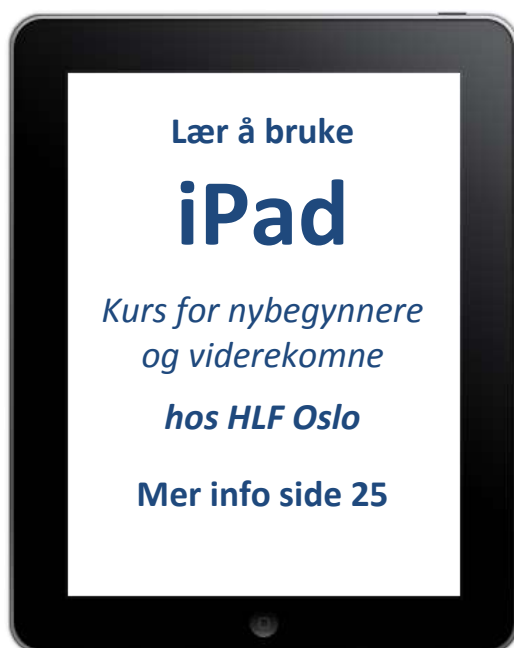 Lær å bruke
iPad
Kurs for nybegynnere
og viderekomne
hos HLF Oslo
Mer info side 25